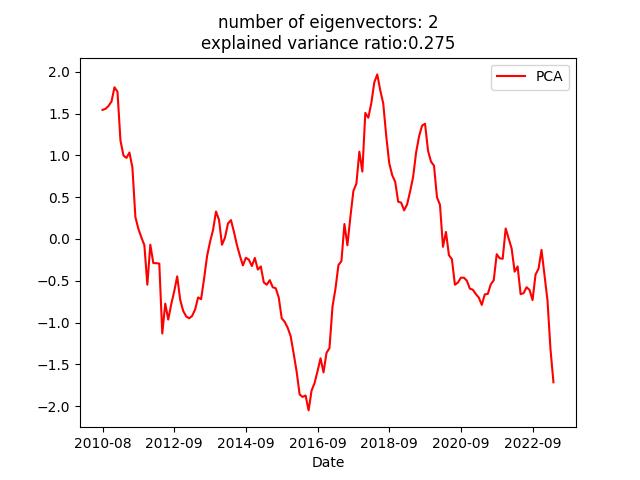 number of eigenvectors: 2
explained variance ratio:0.275
PCA
2.0
1.5
1.0
0.5
0.0
−0.5
−1.0
−1.5
−2.0
2010-08 2012-09 2014-09 2016-09 2018-09 2020-09 2022-09
Date